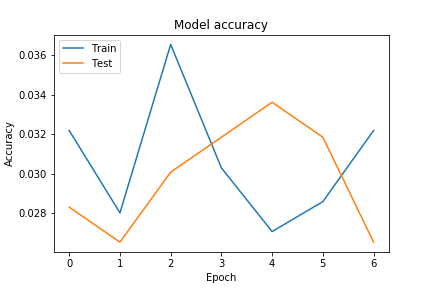 Model accuracy
Train
Test
0.036
0.034
0.032
0.030
0.028
Accuracy
0 1 2 3 4 5 6
Epoch